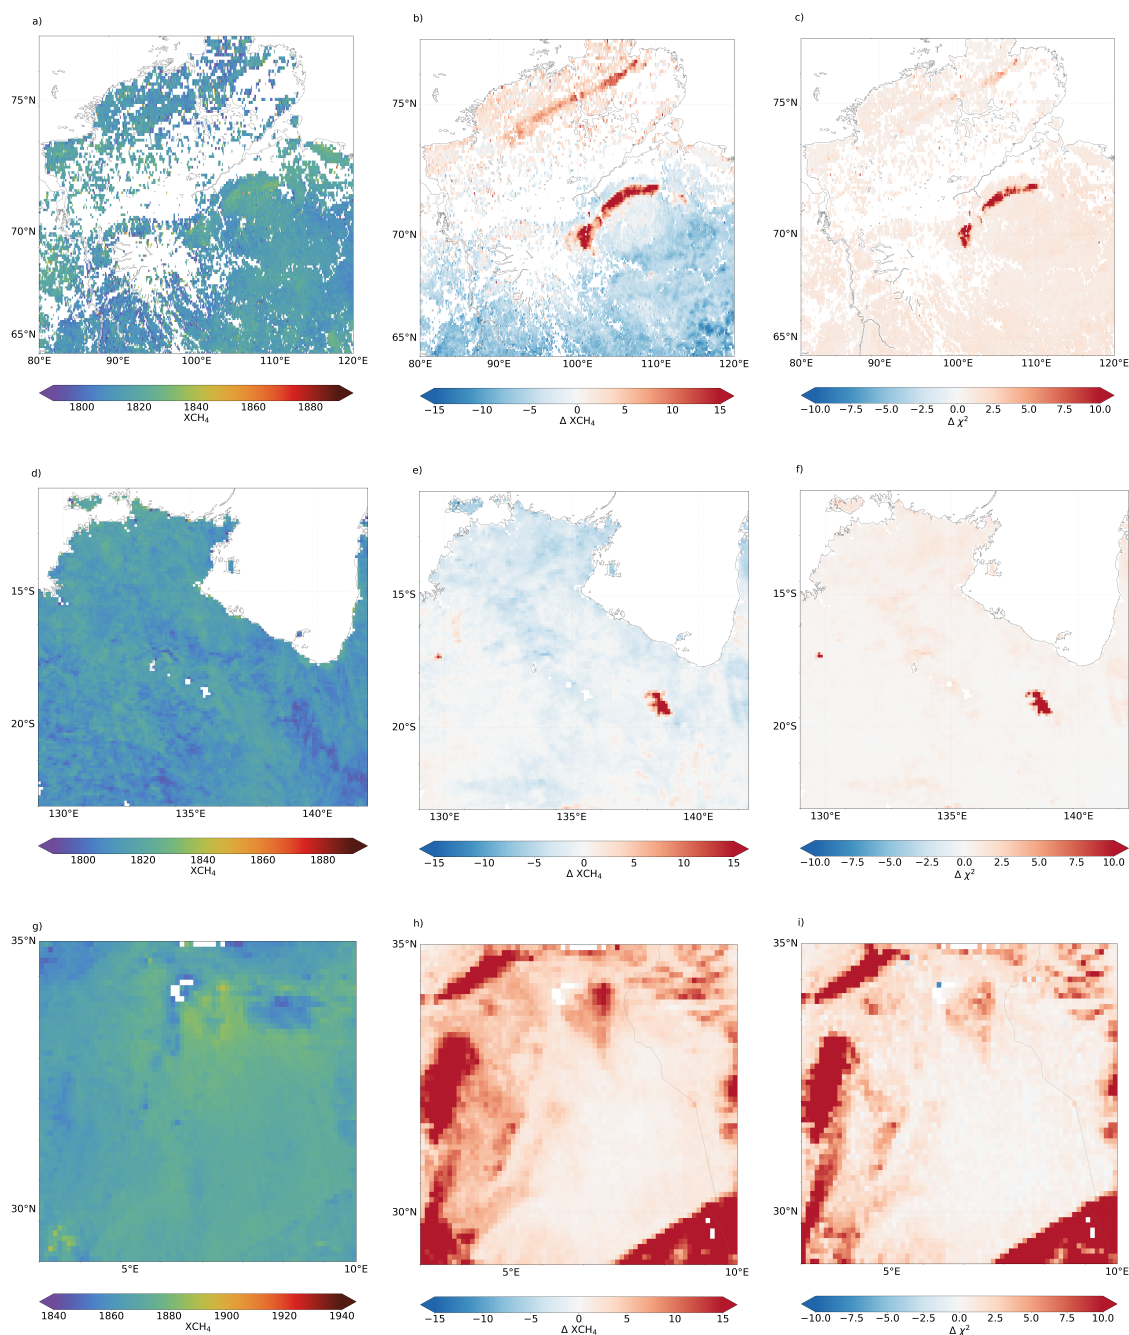 a)
b)
c)
75°N
70°N
65°N
80°E 90°E 100°E 110°E 120°E
75°N
70°N
65°N
80°E 90°E 100°E 110°E 120°E
75°N
70°N
65°N
80°E 90°E 100°E 110°E 120°E
1800 1820 1840 1860 1880
XCH₄
−15 −10 −5 0 5 10 15
Δ XCH₄
−10.0 −7.5 −5.0 −2.5 0.0 2.5 5.0 7.5 10.0
Δ χ²
d)
e)
f)
15°S
20°S
130°E 135°E 140°E
15°S
20°S
130°E 135°E 140°E
15°S
20°S
130°E 135°E 140°E
1800 1820 1840 1860 1880
XCH₄
−15 −10 −5 0 5 10 15
Δ XCH₄
−10.0 −7.5 −5.0 −2.5 0.0 2.5 5.0 7.5 10.0
Δ χ²
g)
h)
i)
35°N
30°N
5°E 10°E
35°N
30°N
5°E 10°E
35°N
30°N
5°E 10°E
1840 1860 1880 1900 1920 1940
XCH₄
−15 −10 −5 0 5 10 15
Δ XCH₄
−10.0 −7.5 −5.0 −2.5 0.0 2.5 5.0 7.5 10.0
Δ χ²